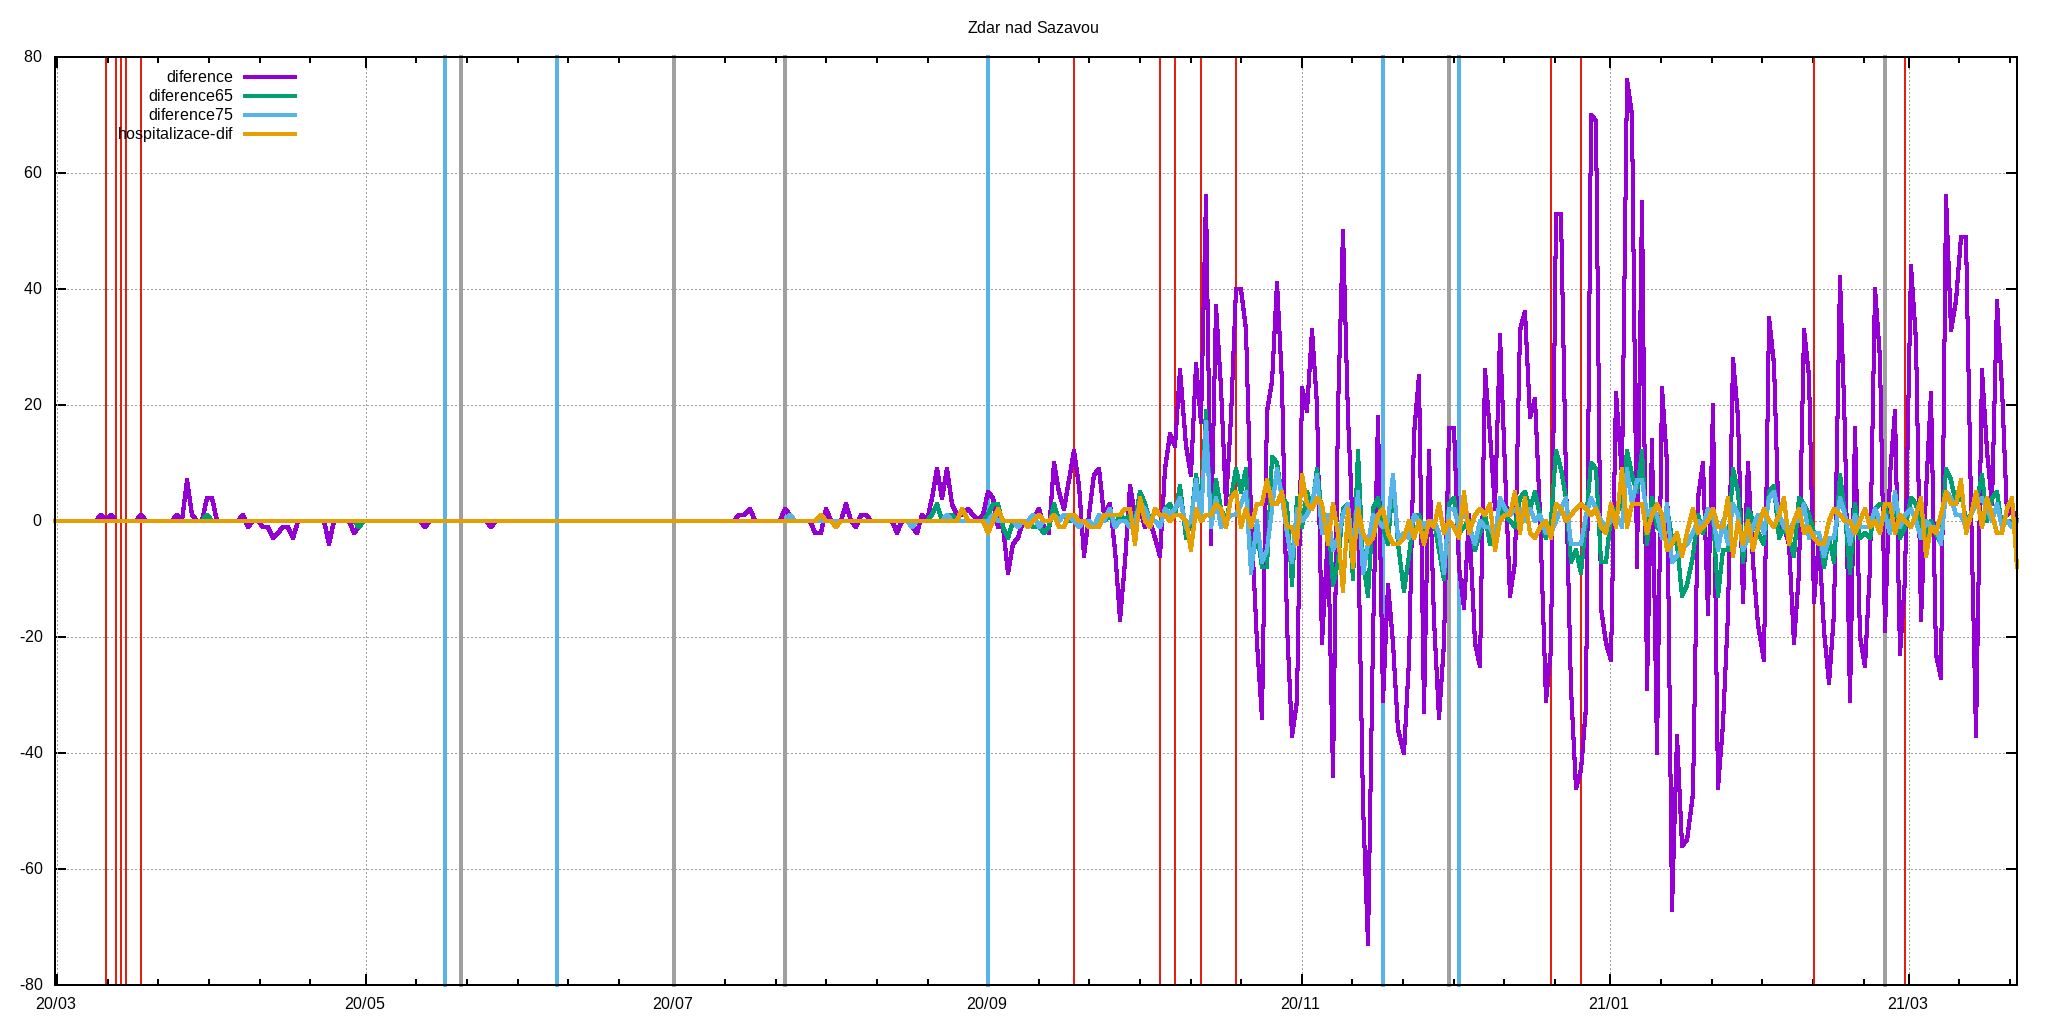 Zdar nad Sazavou
80
60
40
20
0
-20
-40
-60
-80
diference
diference65
diference75
hospitalizace-dif
20/03 20/05 20/07 20/09 20/11 21/01 21/03